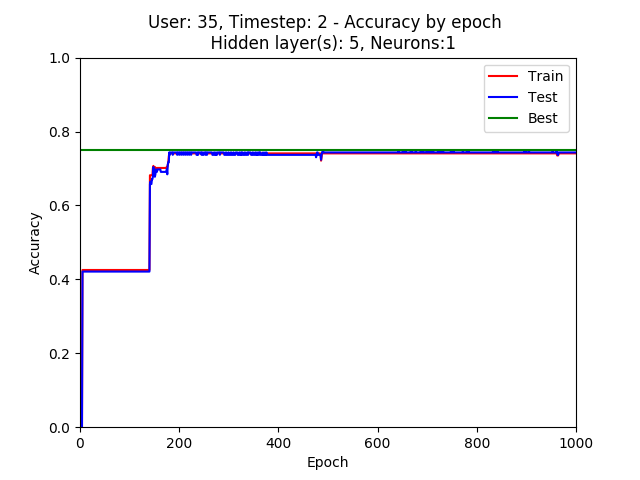 User: 35, Timestep: 2 - Accuracy by epoch
Hidden layer(s): 5, Neurons:1
1.0
0.8
0.6
0.4
0.2
0.0
Accuracy
Train
Test
Best
0 200 400 600 800 1000
Epoch